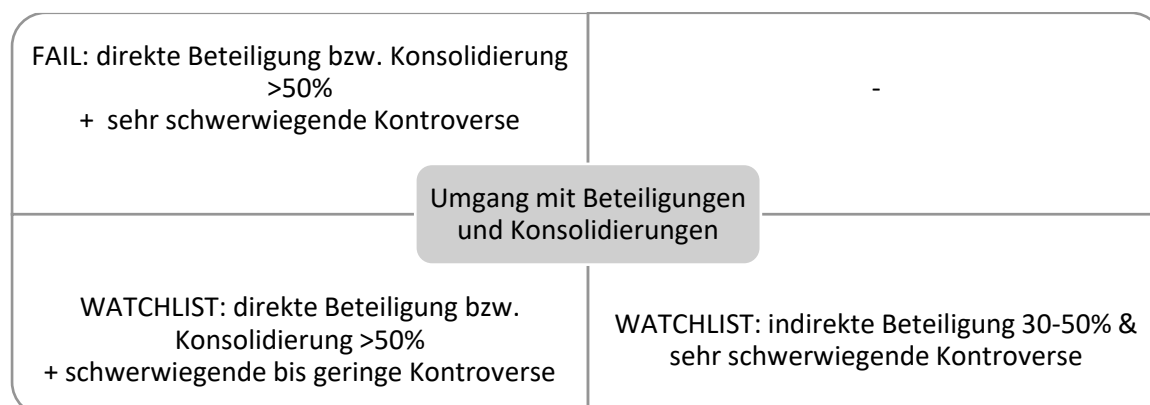 FAIL: direkte Beteiligung bzw. Konsolidierung
>50%
+ sehr schwerwiegende Kontroverse
-
Umgang mit Beteiligungen
und Konsolidierungen
WATCHLIST: direkte Beteiligung bzw.
Konsolidierung >50%
+ schwerwiegende bis geringe Kontroverse
WATCHLIST: indirekte Beteiligung 30-50% &
sehr schwerwiegende Kontroverse